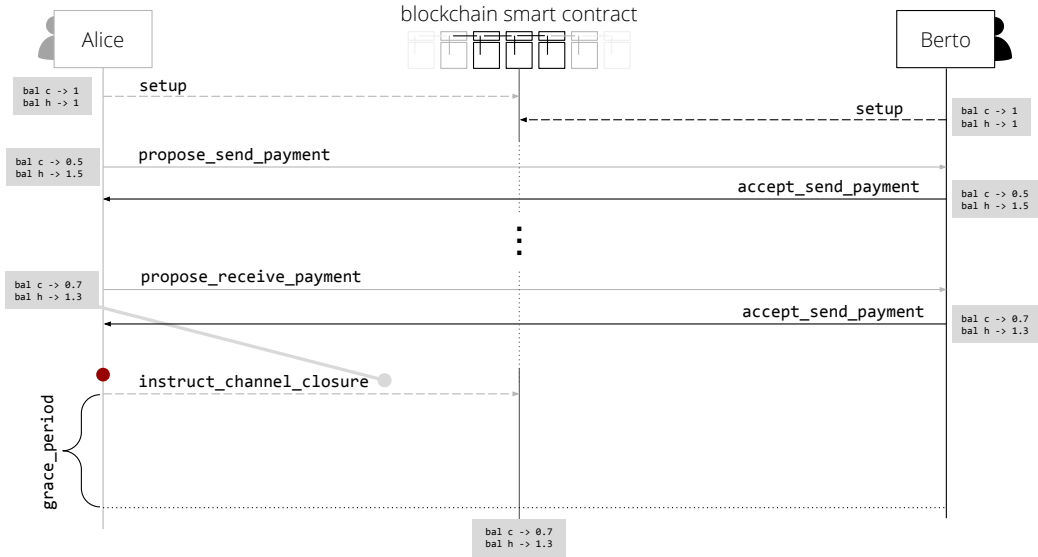 blockchain smart contract
Alice
Berto
setup
bal c -> 1
bal h -> 1
setup
bal c -> 1
bal h -> 1
propose_send_payment
bal c -> 0.5
bal h -> 1.5
accept_send_payment
bal c -> 0.5
bal h -> 1.5
propose_receive_payment
bal c -> 0.7
bal h -> 1.3
accept_send_payment
bal c -> 0.7
bal h -> 1.3
instruct_channel_closure
grace_period
bal c -> 0.7
bal h -> 1.3